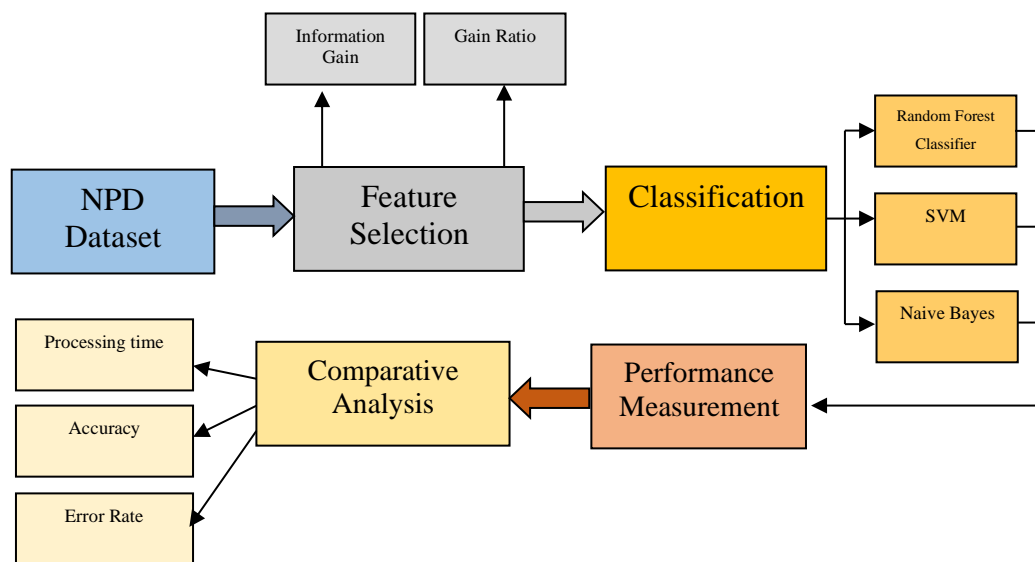 Information
Gain
Gain Ratio
Random Forest
Classifier
NPD
Dataset
Feature
Selection
Classification
SVM
Naive Bayes
Processing time
Comparative
Analysis
Performance
Measurement
Accuracy
Error Rate